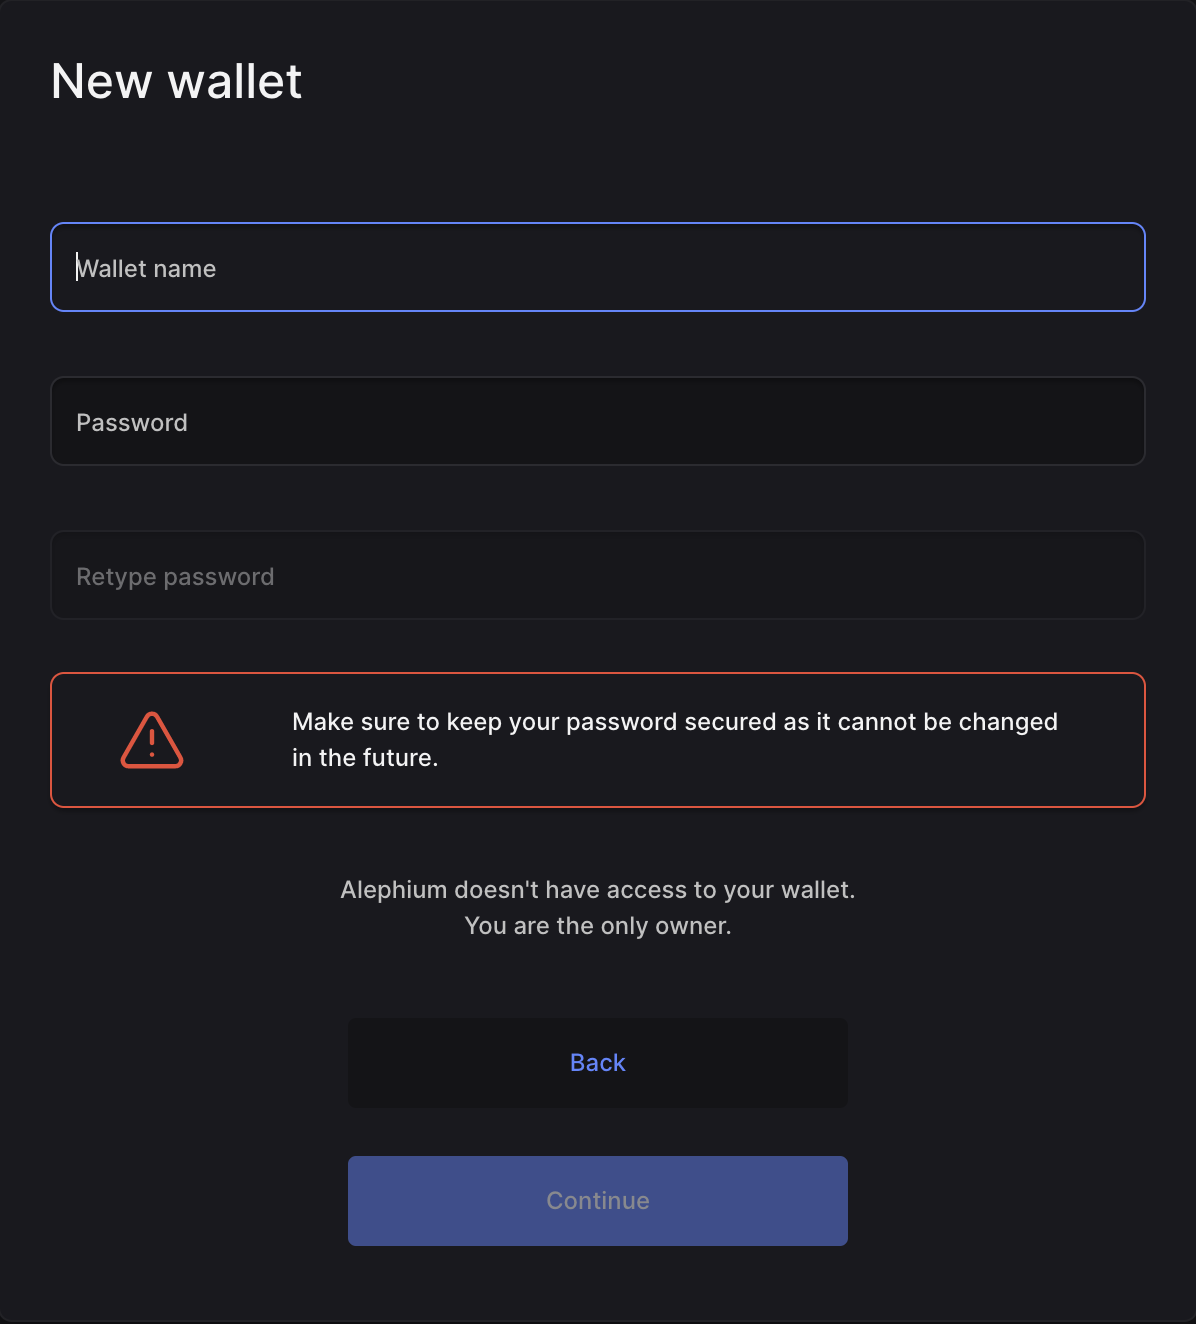 New wallet
Wallet name
Password
Retype password
Make sure to keep your password secured as it cannot be changed
in the future.
Alephium doesn't have access to your wallet.
You are the only owner.
Back
Continue